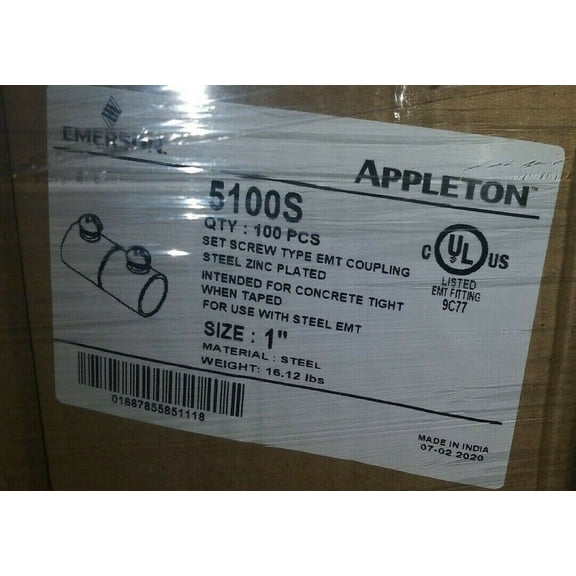 EMERSON
APPLETON™
5100S
QTY : 100 PCS
SET SCREW TYPE EMT COUPLING
STEEL ZINC PLATED
INTENDED FOR CONCRETE TIGHT
WHEN TAPED
FOR USE WITH STEEL EMT
SIZE : 1"
MATERIAL : STEEL
WEIGHT: 16.12 lbs
C UL US
LISTED
EMT FITTING
9C77
01887855851118
MADE IN INDIA
07-02 2020